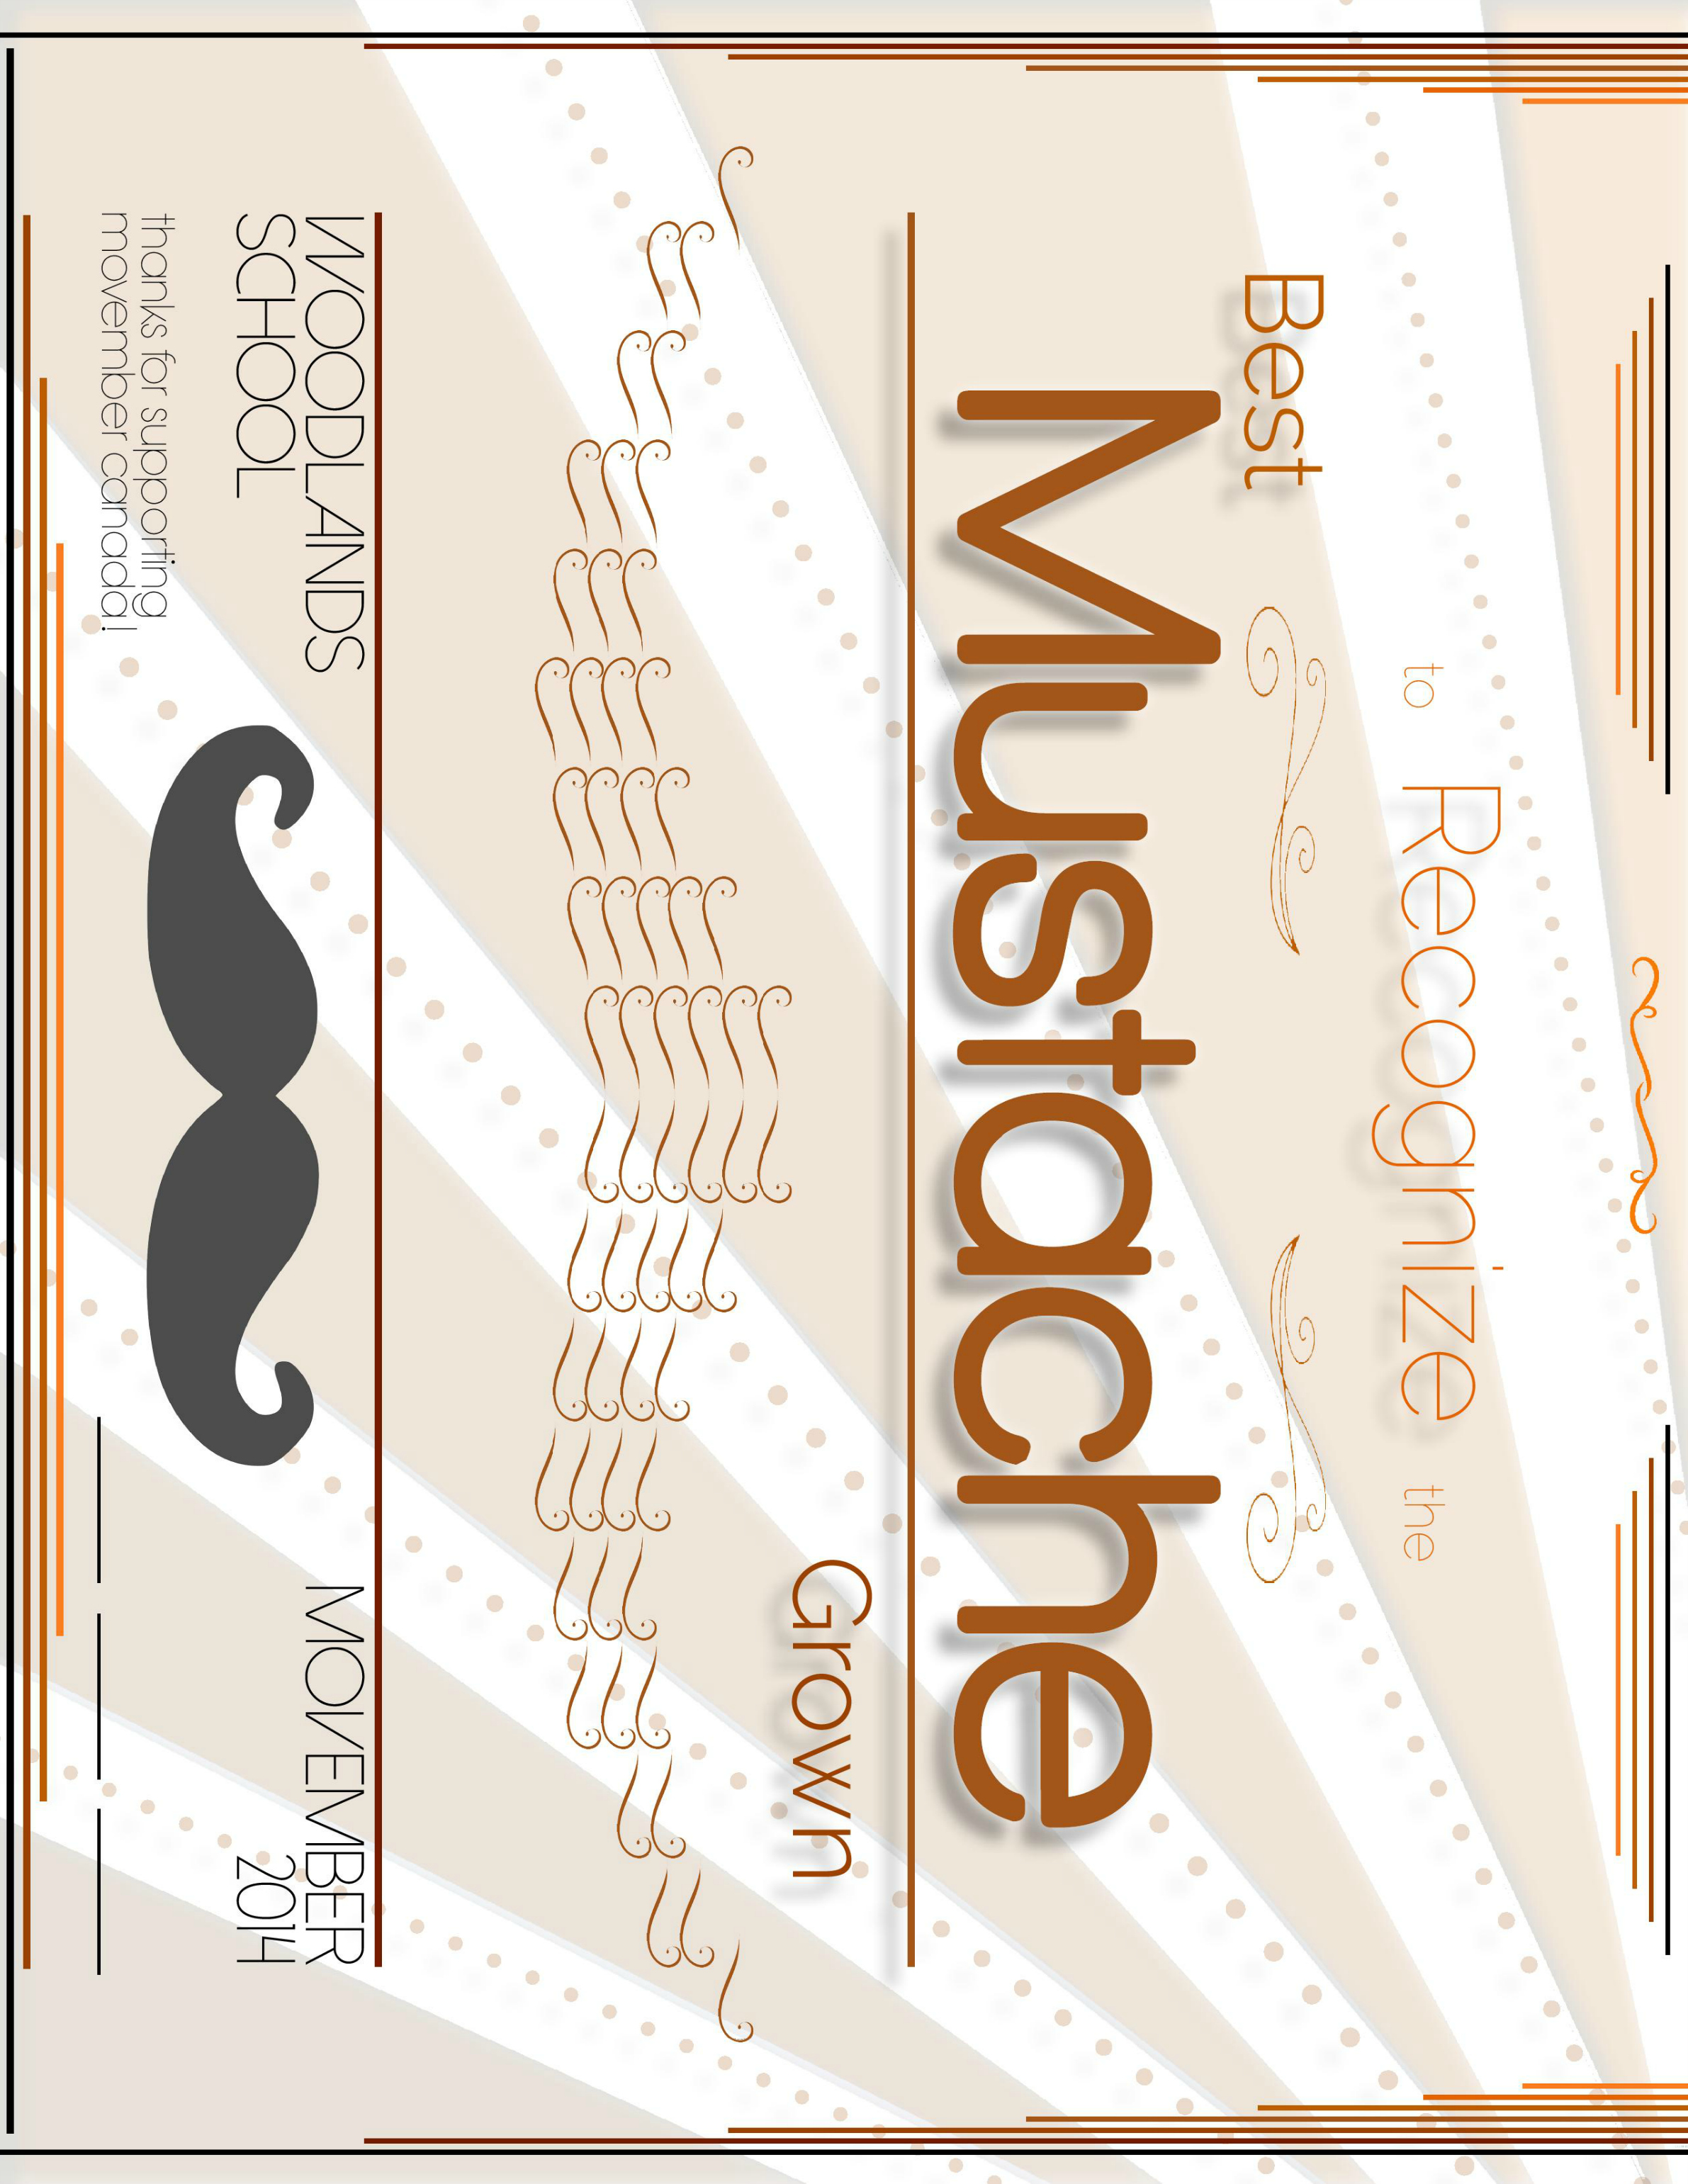 to Recognize the
Best
Mustache
Grown
WOODLANDS
SCHOOL
thanks for supporting
movember canada!
MOVEMBER
2014